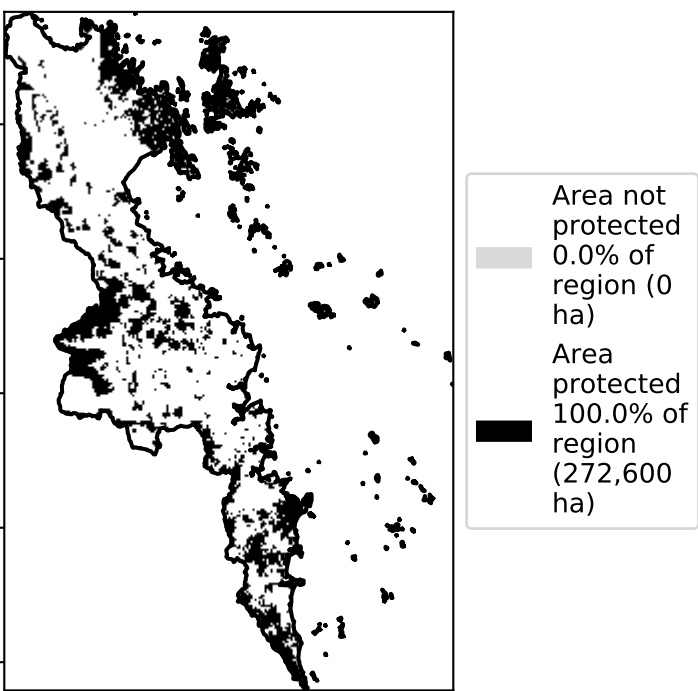 Area not
protected
0.0% of
region (0
ha)
Area
protected
100.0% of
region
(272,600
ha)